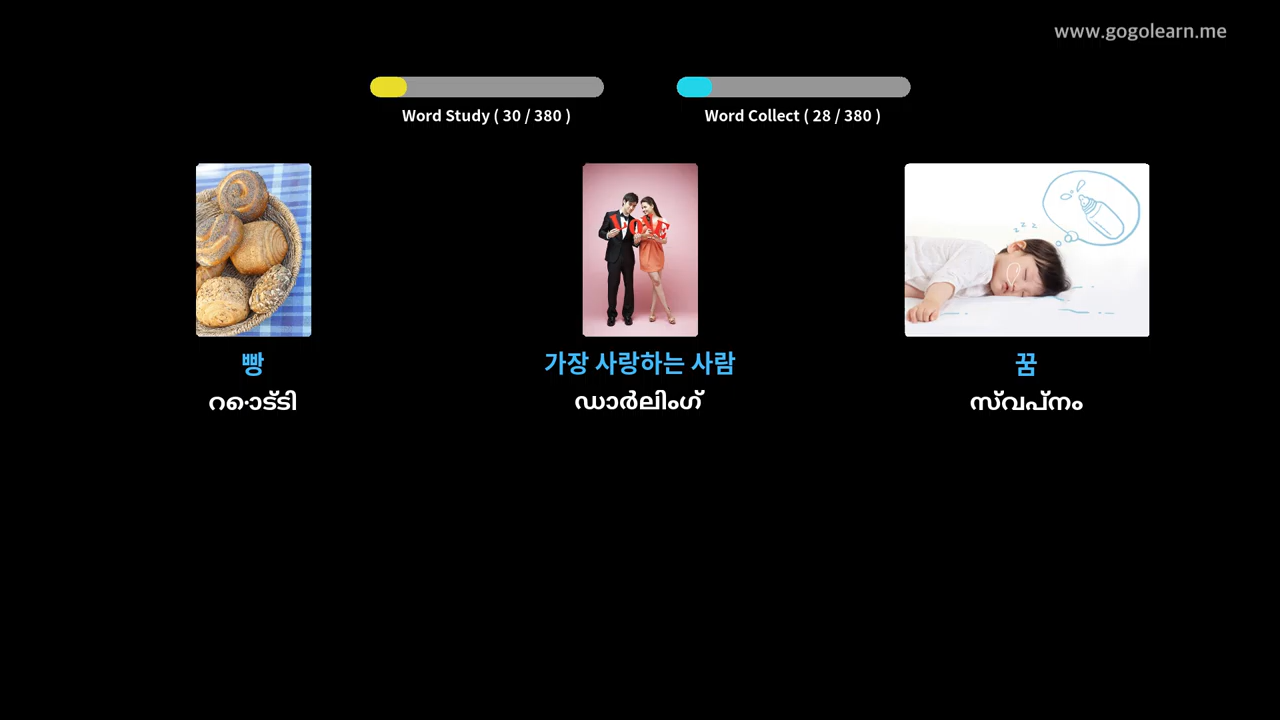 www.gogolearn.me
Word Study ( 30 / 380 )
Word Collect ( 28 / 380 )
LOVE
빵
가장 사랑하는 사람
꿈
റൊട്ടി
ഡാർലിംഗ്
സ്വപ്നം
z z z